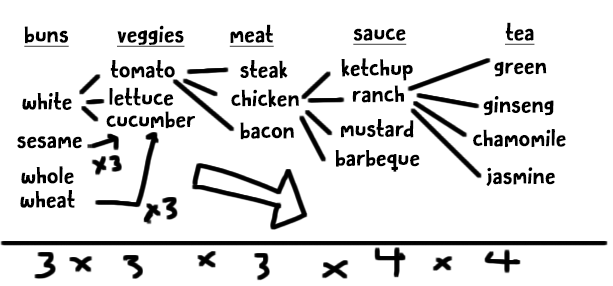 buns veggies meat sauce tea
tomato steak ketchup green
white lettuce chicken ranch ginseng
cucumber
sesame bacon mustard chamomile
x3
whole barbeque jasmine
wheat
x3
3 x 3 x 3 x 4 x 4